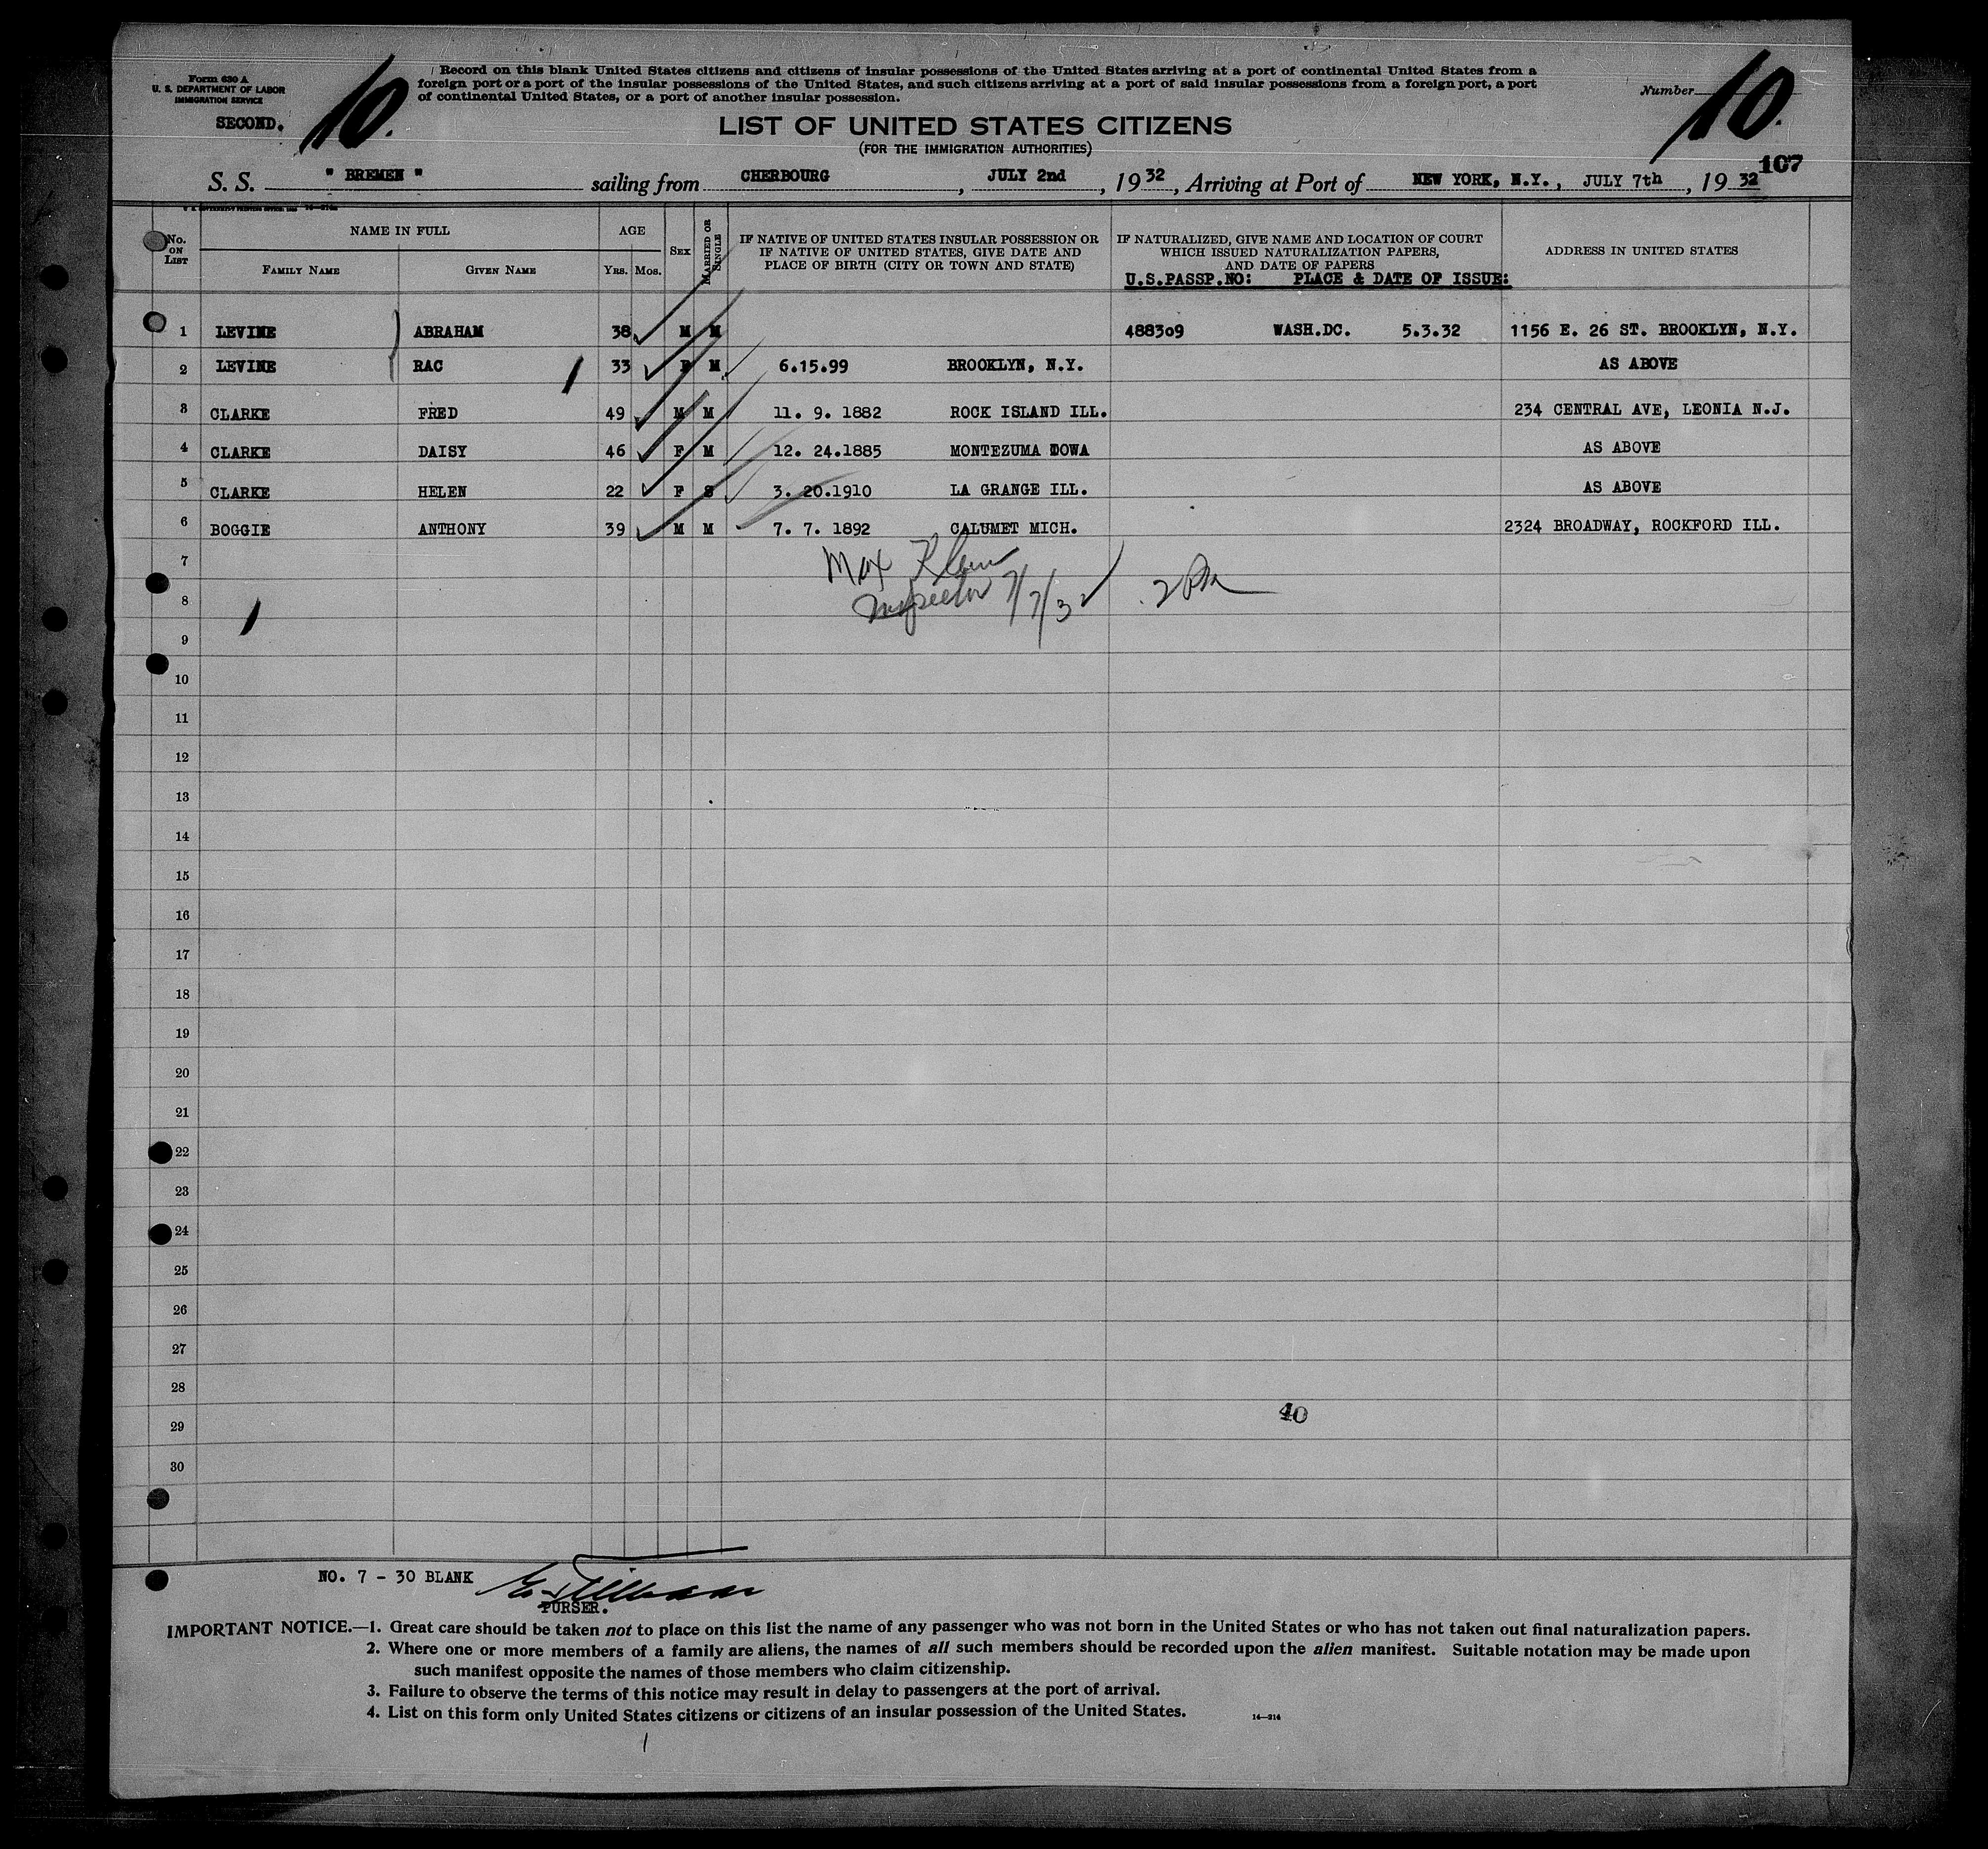 Form 630 A
U. S. DEPARTMENT OF LABOR
IMMIGRATION SERVICE
SECOND.
10.
Record on this blank United States citizens and citizens of insular possessions of the United States arriving at a port of continental United States from a
foreign port or a port of the insular possessions of the United States, and such citizens arriving at a port of said insular possessions from a foreign port, a port
of continental United States, or a port of another insular possession.
Number
10.
LIST OF UNITED STATES CITIZENS
(FOR THE IMMIGRATION AUTHORITIES)
107
S. S. " BREMEN " sailing from CHERBOURG, JULY 2nd, 1932, Arriving at Port of NEW YORK, N.Y., JULY 7th, 1932
No. ON LIST
NAME IN FULL
FAMILY NAME GIVEN NAME
AGE
YRS. MOS.
SEX
MARRIED OR SINGLE
IF NATIVE OF UNITED STATES INSULAR POSSESSION OR
IF NATIVE OF UNITED STATES, GIVE DATE AND
PLACE OF BIRTH (CITY OR TOWN AND STATE)
IF NATURALIZED, GIVE NAME AND LOCATION OF COURT
WHICH ISSUED NATURALIZATION PAPERS,
AND DATE OF PAPERS
U.S.PASSP.NO: PLACE & DATE OF ISSUE:
ADDRESS IN UNITED STATES
1 LEVINE ABRAHAM 38 M M 488309 WASH.DC. 5.3.32 1156 E. 26 ST. BROOKLYN, N.Y.
2 LEVINE RAC 33 F M 6.15.99 BROOKLYN, N.Y. AS ABOVE
3 CLARKE FRED 49 M M 11. 9. 1882 ROCK ISLAND ILL. 234 CENTRAL AVE, LEONIA N.J.
4 CLARKE DAISY 46 F M 12. 24.1885 MONTEZUMA IOWA AS ABOVE
5 CLARKE HELEN 22 F S 3. 20.1910 LA GRANGE ILL. AS ABOVE
6 BOGGIE ANTHONY 39 M M 7. 7. 1892 CALUMET MICH. 2324 BROADWAY, ROCKFORD ILL.
7 Max Klein
8 Inspector 7/7/32 2 PM
9
10
11
12
13
14
15
16
17
18
19
20
21
22
23
24
25
26
27
28
29 40
30
NO. 7 - 30 BLANK
PURSER.
IMPORTANT NOTICE.—1. Great care should be taken not to place on this list the name of any passenger who was not born in the United States or who has not taken out final naturalization papers.
2. Where one or more members of a family are aliens, the names of all such members should be recorded upon the alien manifest. Suitable notation may be made upon
such manifest opposite the names of those members who claim citizenship.
3. Failure to observe the terms of this notice may result in delay to passengers at the port of arrival.
4. List on this form only United States citizens or citizens of an insular possession of the United States.
14—214